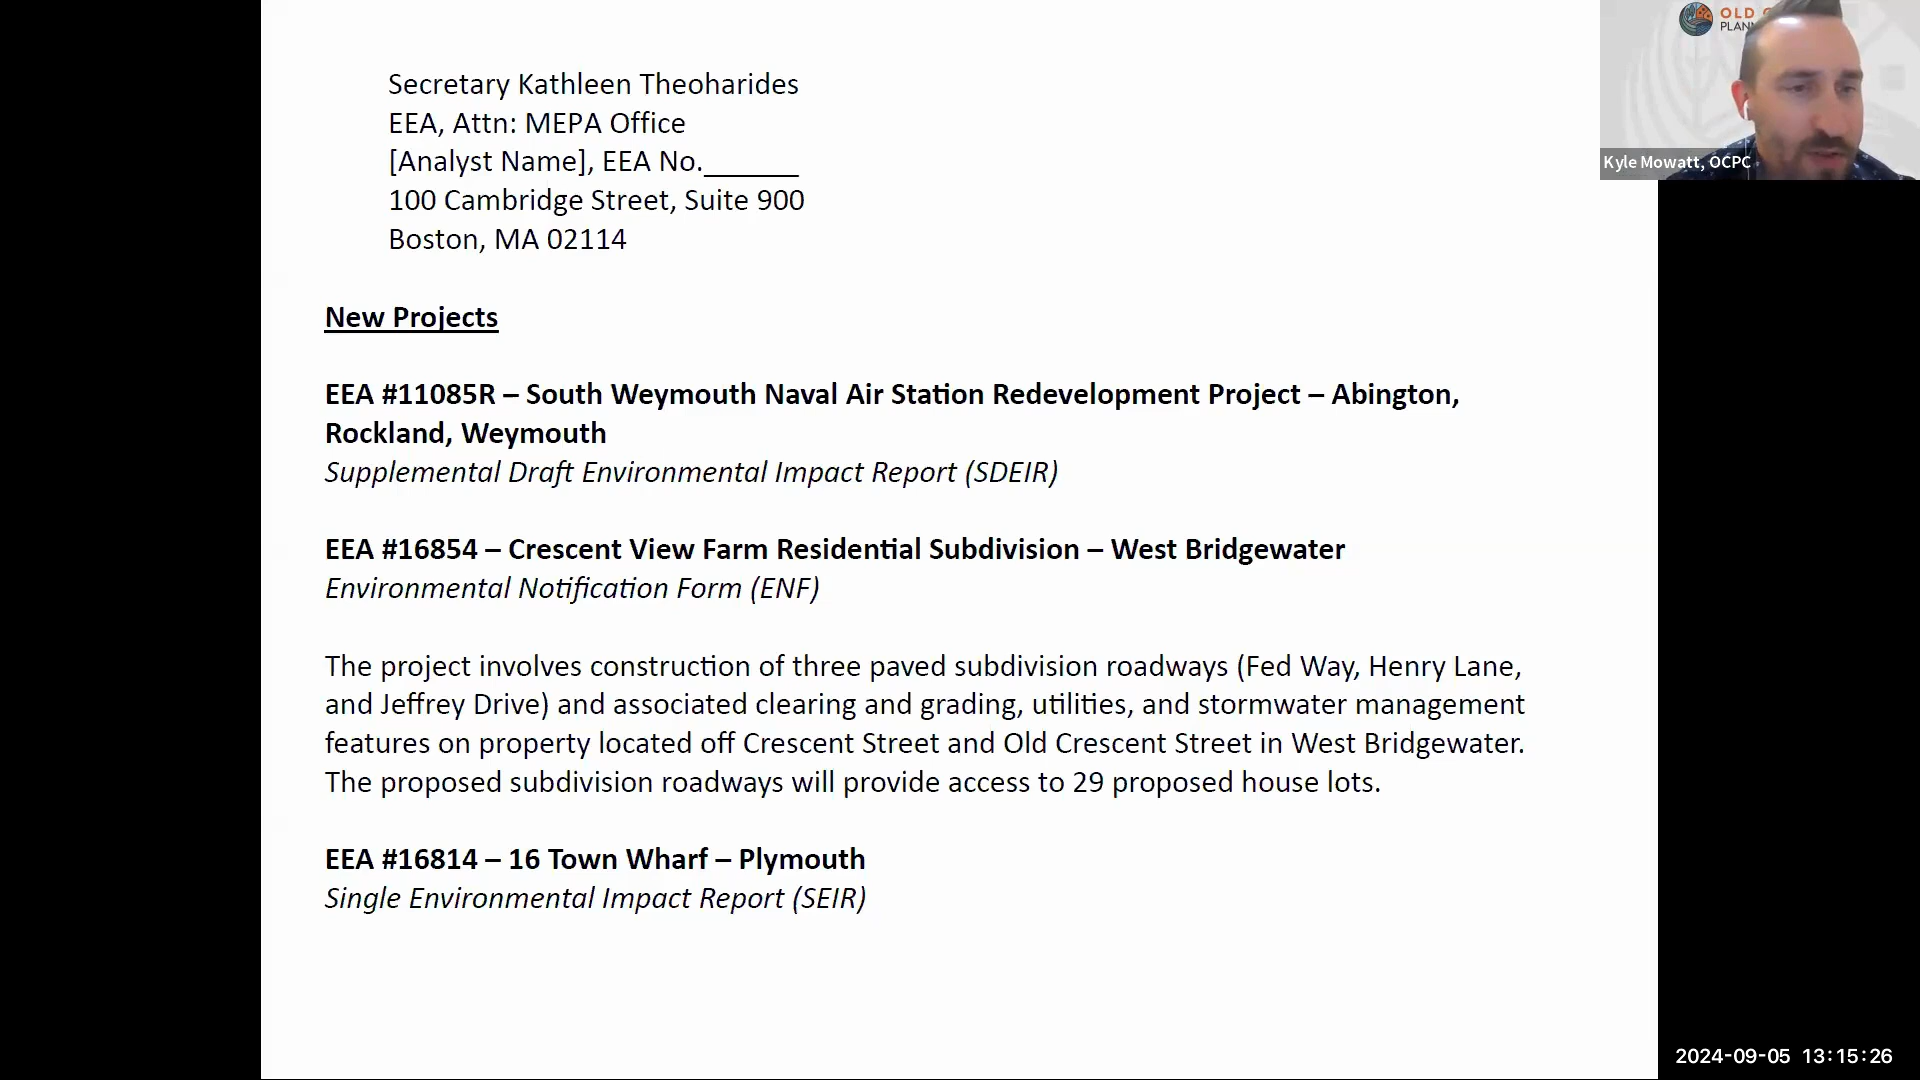 Secretary Kathleen Theoharides
EEA, Attn: MEPA Office
[Analyst Name], EEA No.______
100 Cambridge Street, Suite 900
Boston, MA 02114
New Projects
EEA #11085R – South Weymouth Naval Air Station Redevelopment Project – Abington,
Rockland, Weymouth
Supplemental Draft Environmental Impact Report (SDEIR)
EEA #16854 – Crescent View Farm Residential Subdivision – West Bridgewater
Environmental Notification Form (ENF)
The project involves construction of three paved subdivision roadways (Fed Way, Henry Lane,
and Jeffrey Drive) and associated clearing and grading, utilities, and stormwater management
features on property located off Crescent Street and Old Crescent Street in West Bridgewater.
The proposed subdivision roadways will provide access to 29 proposed house lots.
EEA #16814 – 16 Town Wharf – Plymouth
Single Environmental Impact Report (SEIR)
OLD
Kyle Mowatt, OCPC
2024-09-05 13:15:26